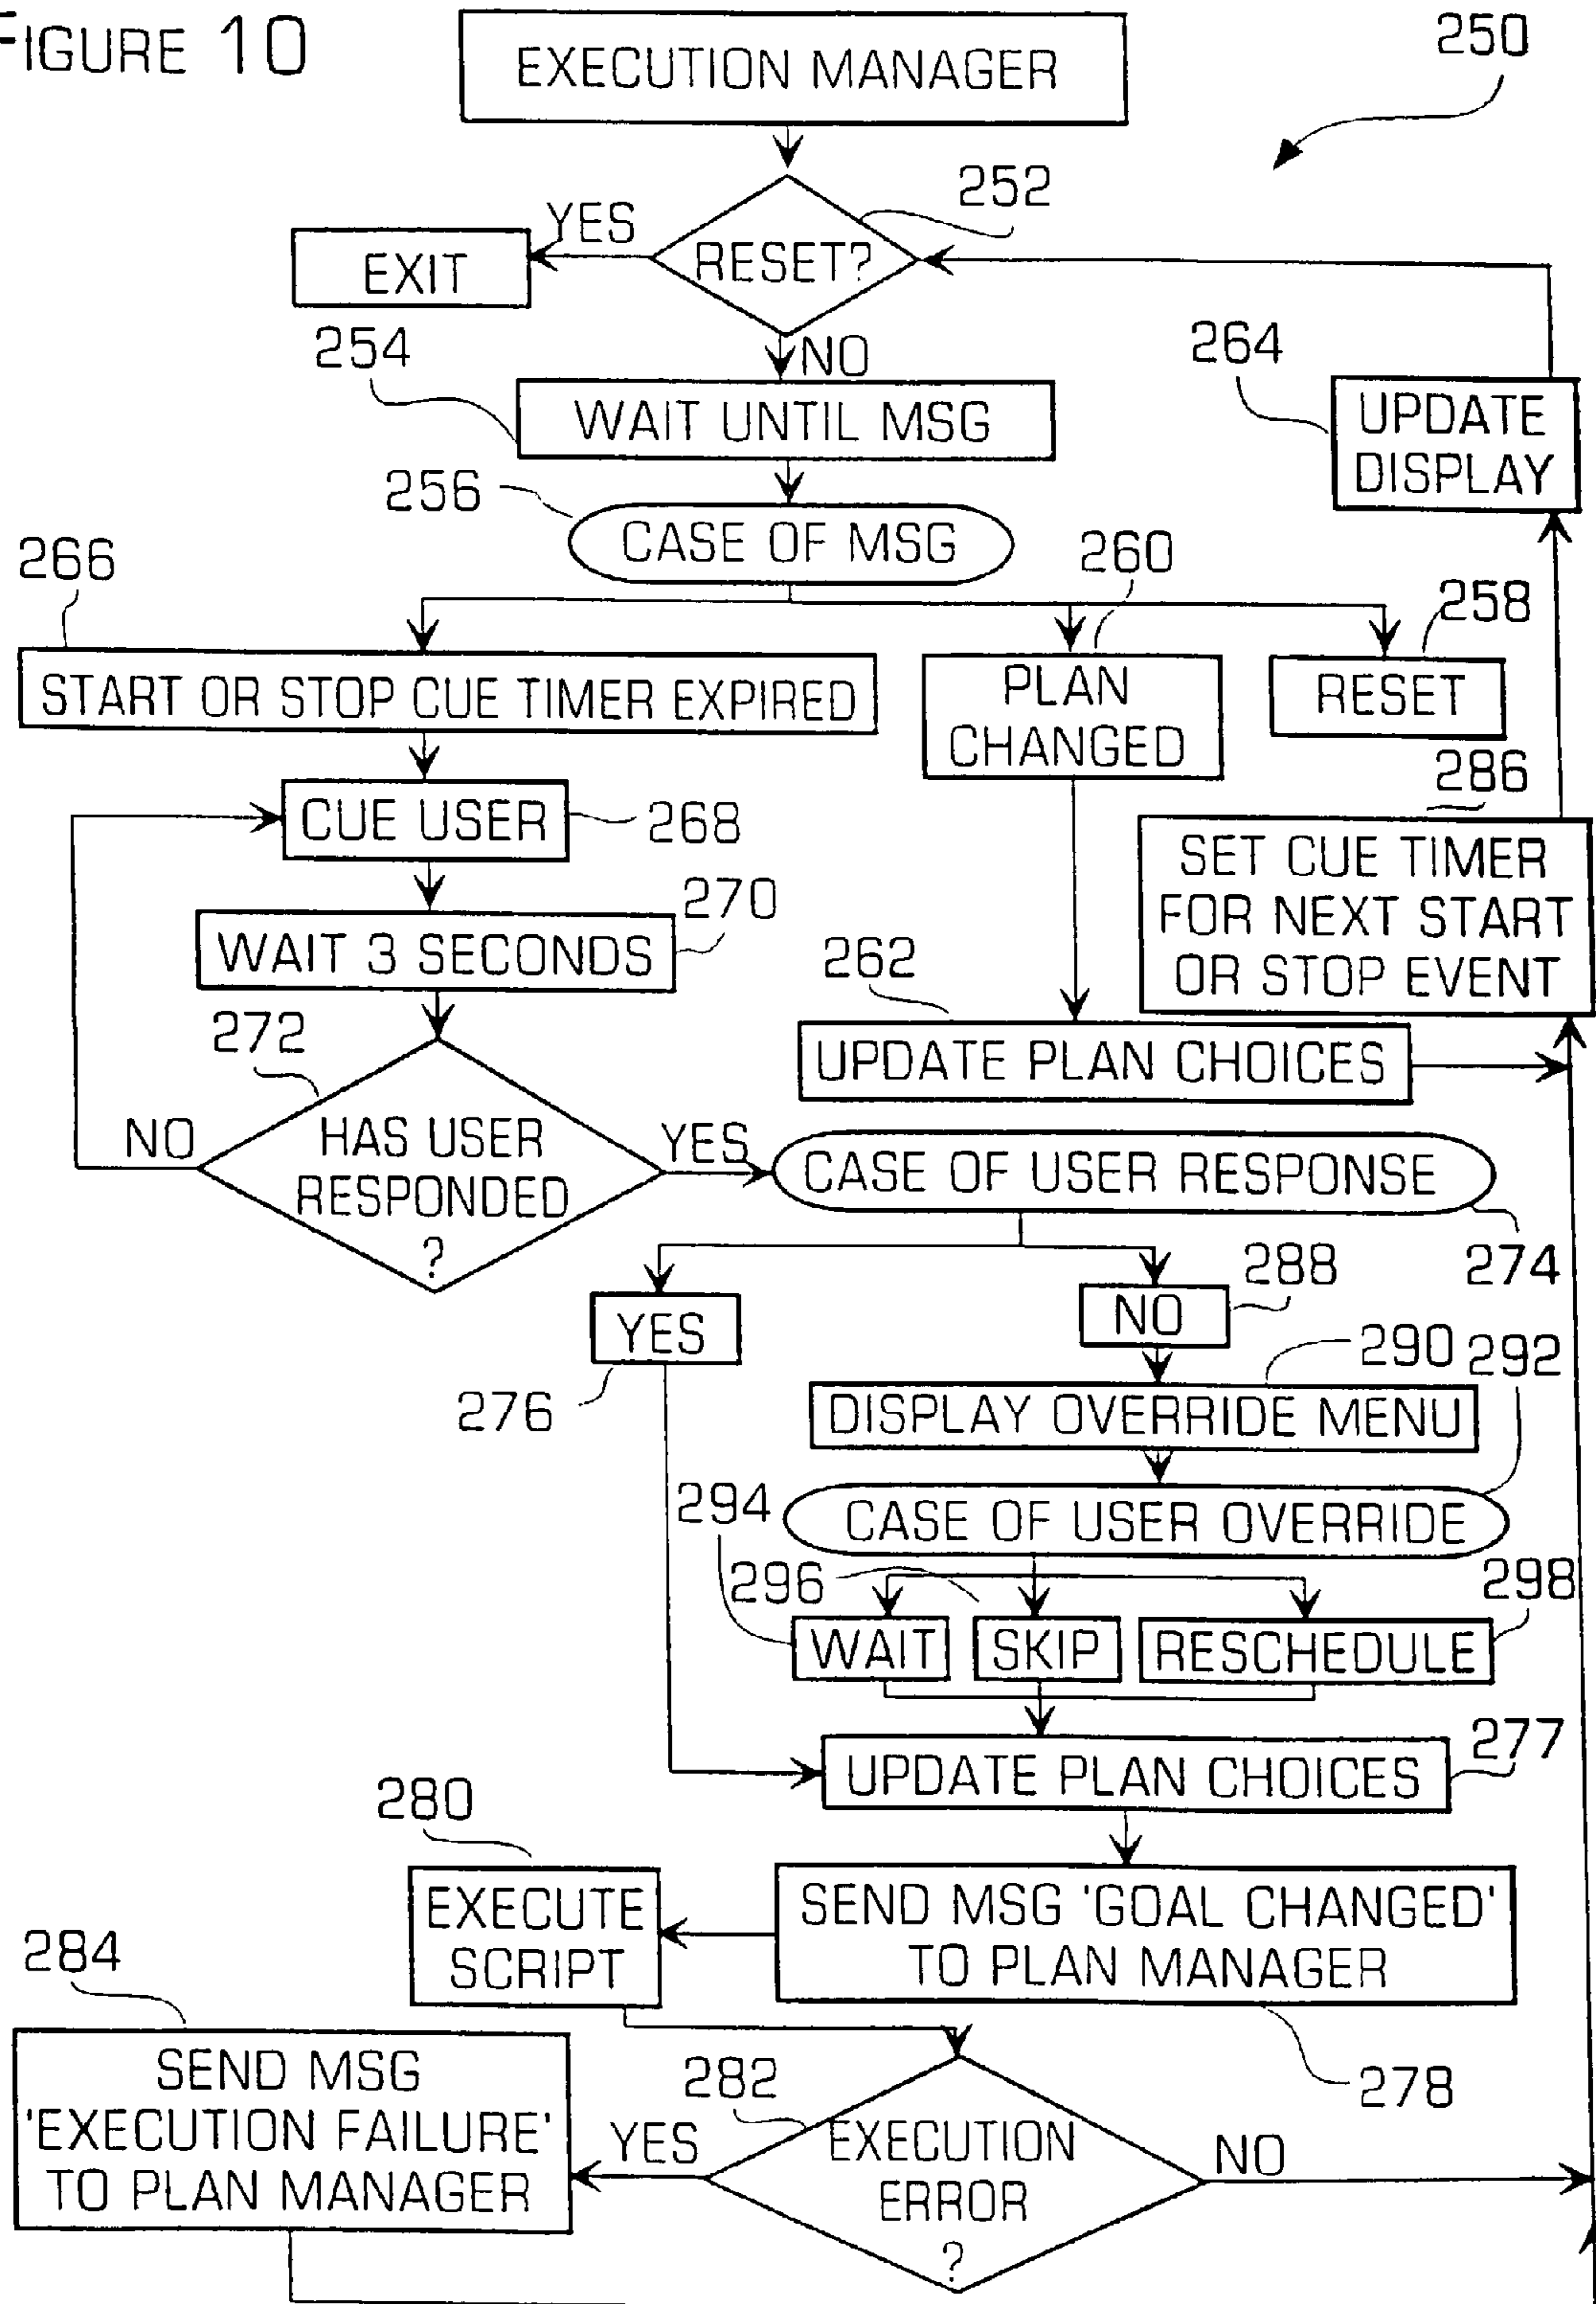 FIGURE 10
EXECUTION MANAGER
250
252
YES
RESET?
EXIT
254
NO
264
WAIT UNTIL MSG
UPDATE
DISPLAY
256
CASE OF MSG
266
260
258
START OR STOP CUE TIMER EXPIRED
PLAN
CHANGED
RESET
286
CUE USER
268
SET CUE TIMER
FOR NEXT START
OR STOP EVENT
270
WAIT 3 SECONDS
262
272
UPDATE PLAN CHOICES
NO
HAS USER
RESPONDED
?
YES
CASE OF USER RESPONSE
274
288
YES
NO
276
290
292
DISPLAY OVERRIDE MENU
294
CASE OF USER OVERRIDE
296
298
WAIT
SKIP
RESCHEDULE
277
UPDATE PLAN CHOICES
280
EXECUTE
SCRIPT
SEND MSG 'GOAL CHANGED'
TO PLAN MANAGER
284
278
SEND MSG
'EXECUTION FAILURE'
TO PLAN MANAGER
282
YES
EXECUTION
ERROR
?
NO